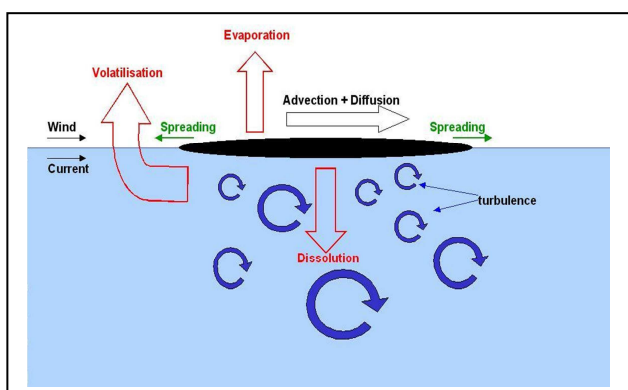 Evaporation
Volatilisation
Advection + Diffusion
Wind
Spreading
Spreading
Current
turbulence
Dissolution